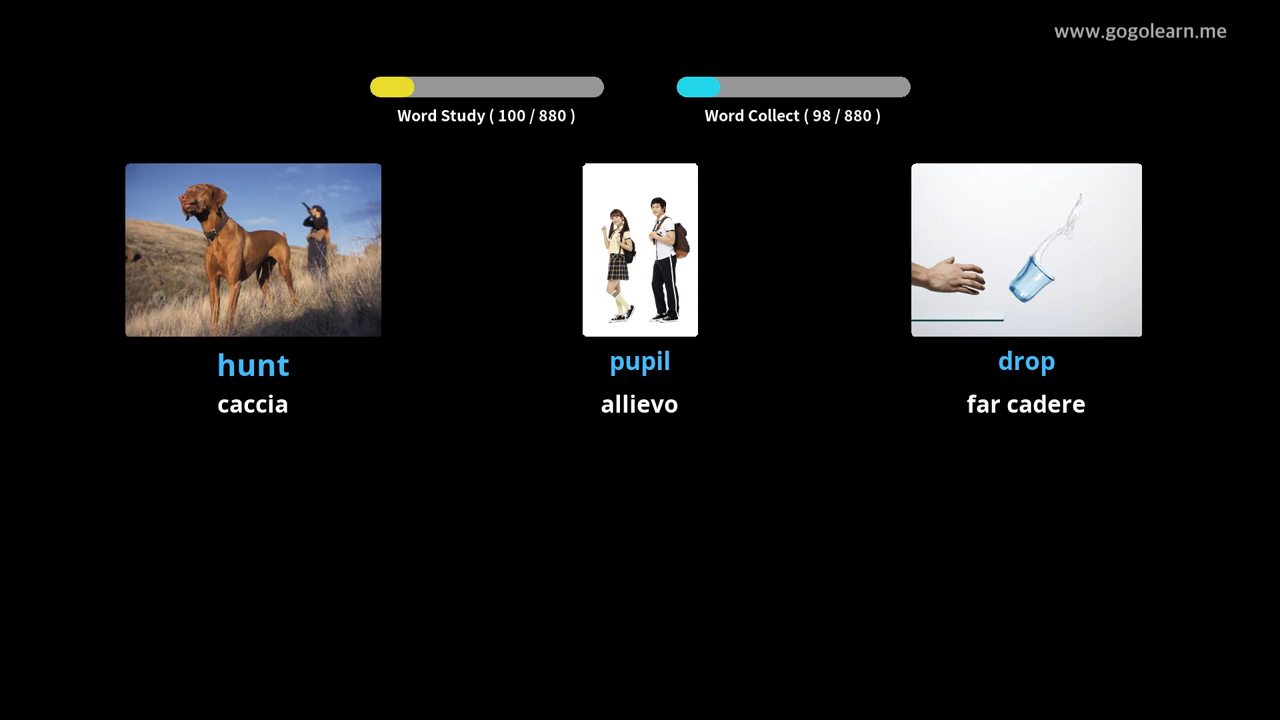 www.gogolearn.me
Word Study ( 100 / 880 )
Word Collect ( 98 / 880 )
hunt
caccia
pupil
allievo
drop
far cadere